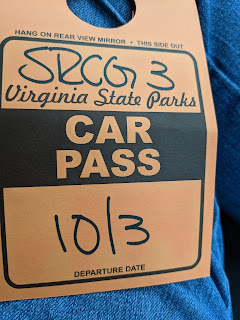 HANG ON REAR VIEW MIRROR • THIS SIDE OUT
SRCG 3
Virginia State Parks
CAR
PASS
10/3
DEPARTURE DATE